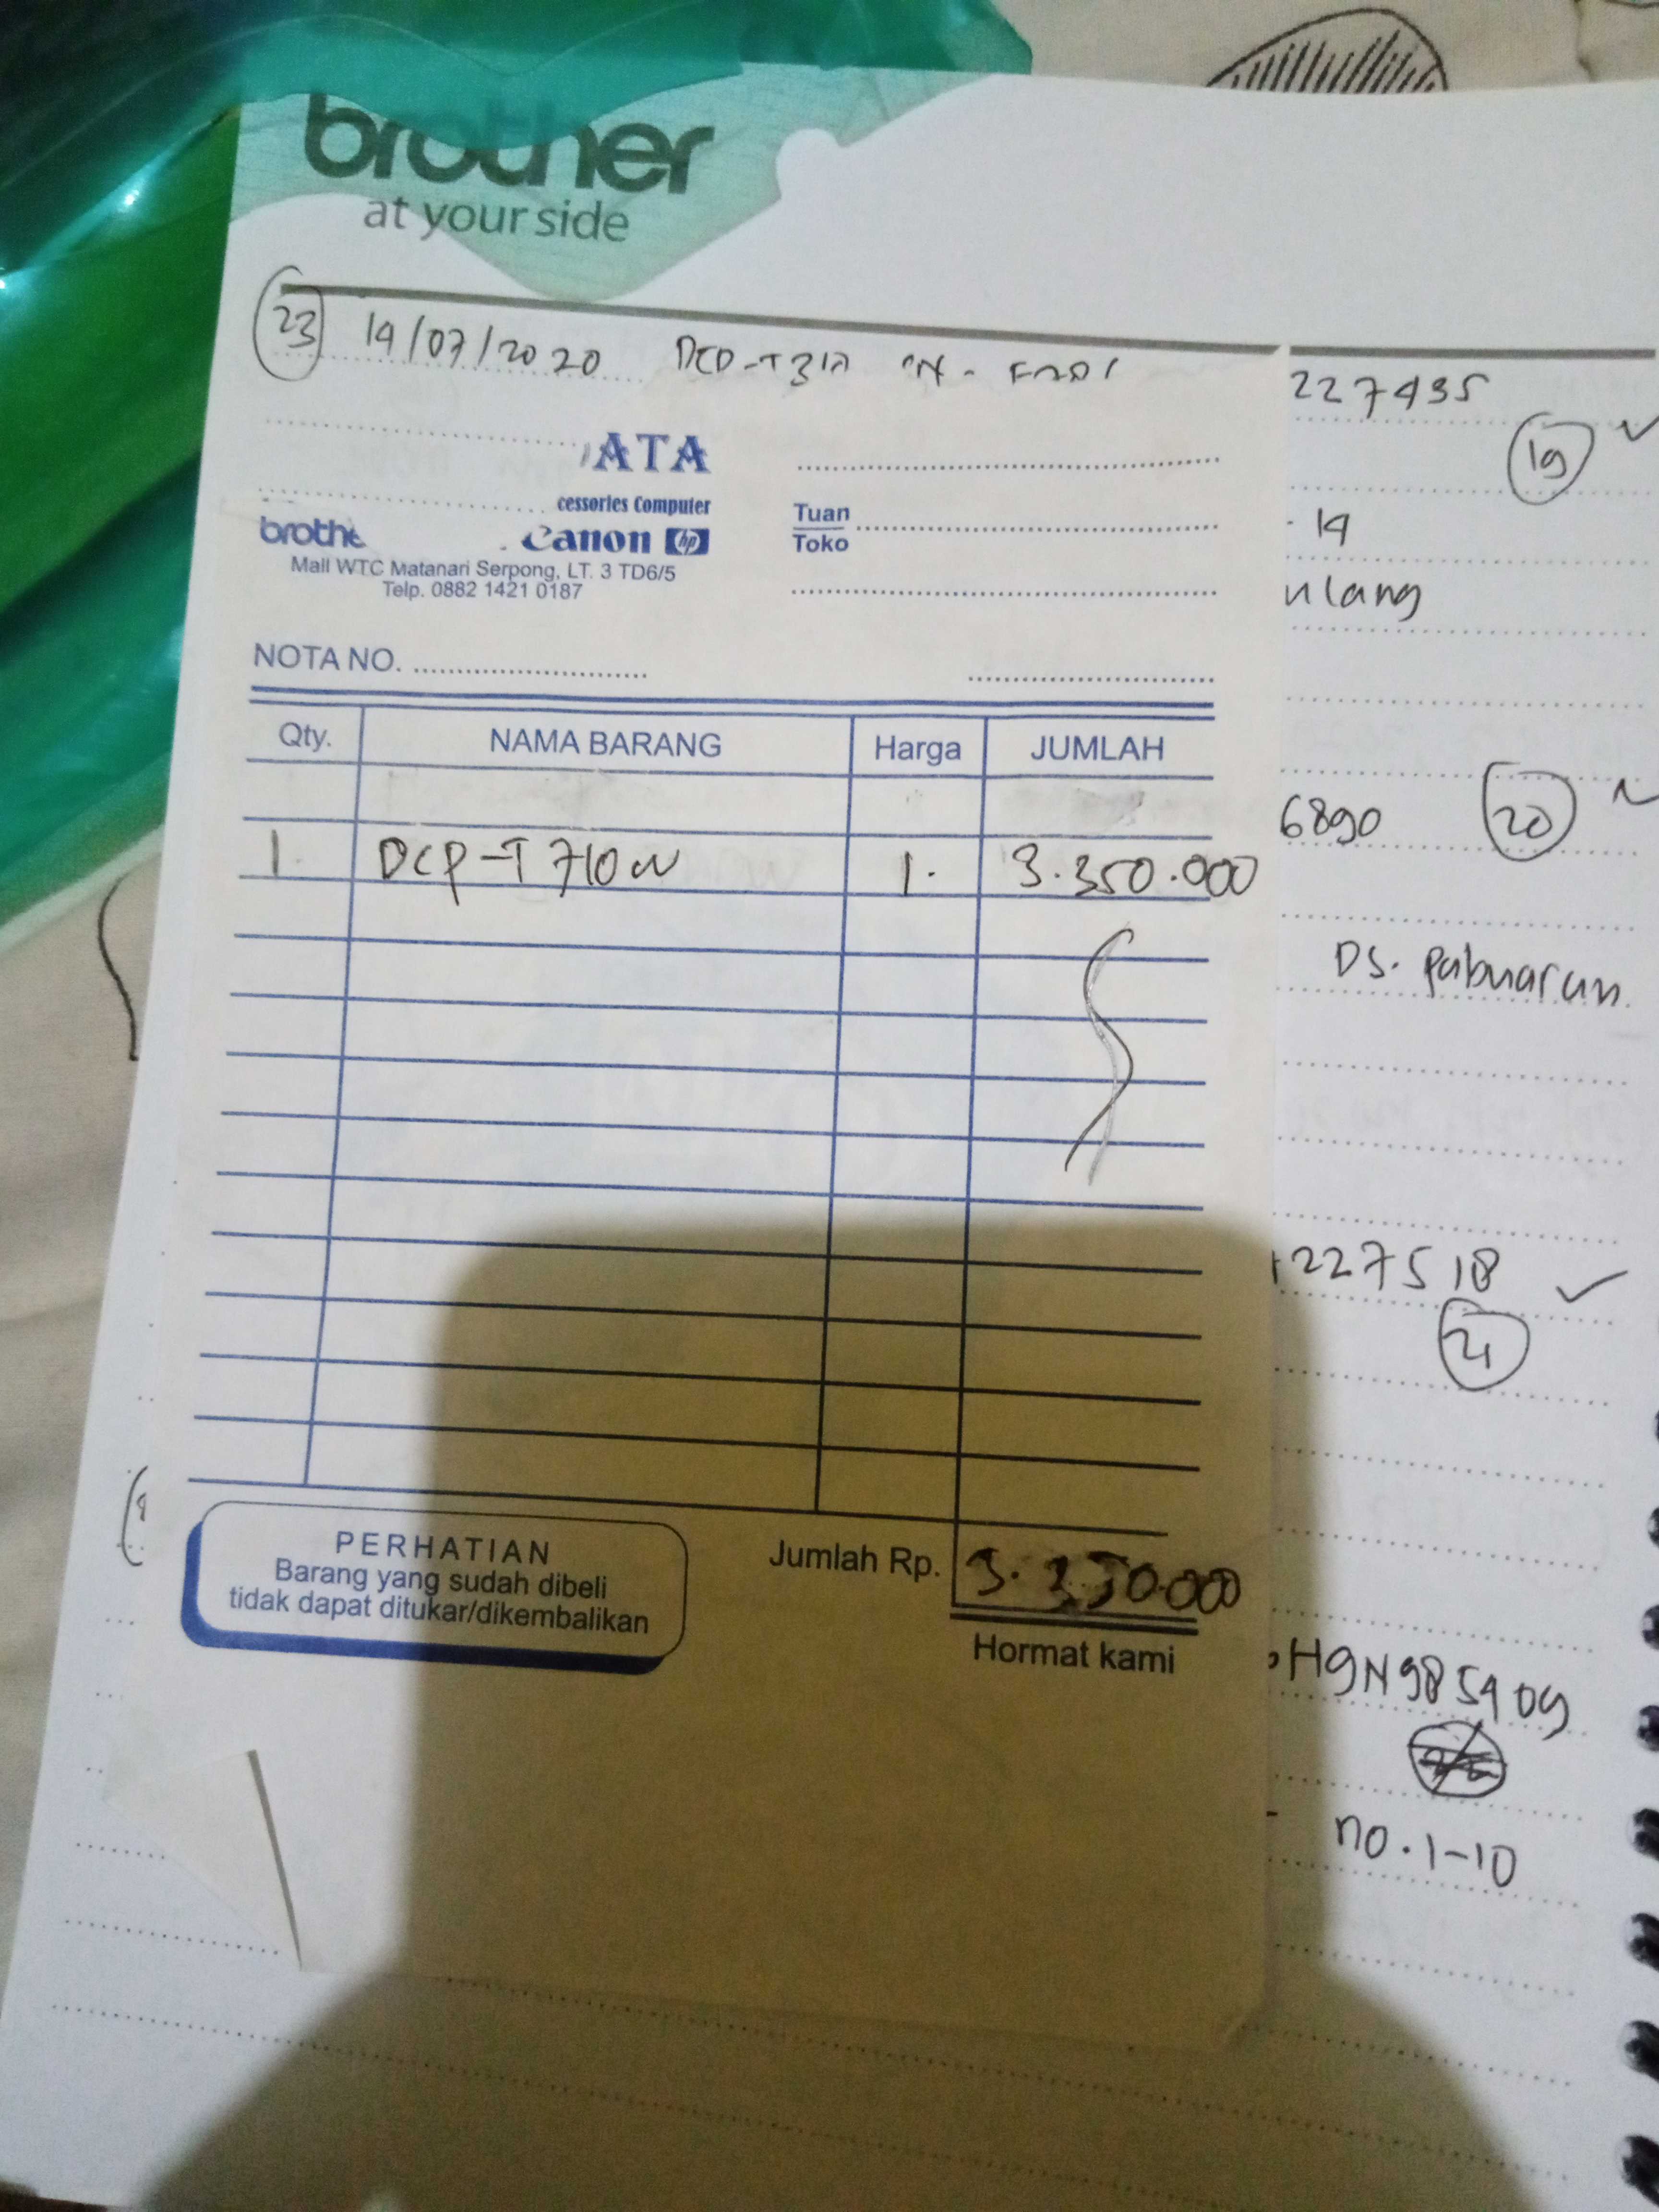 brother
at your side
23 14/07/2020
227435
19
ATA
cessories Computer
brothe Canon hp
Mall WTC Matanari Serpong, LT. 3 TD6/5
Telp. 0882 1421 0187
Tuan
Toko
14
ulang
NOTA NO.
Qty. NAMA BARANG Harga JUMLAH
1. DCP-T710W 1. 3.350.000
6890 20
Ds. pabuaran
227518
21
PERHATIAN
Barang yang sudah dibeli
tidak dapat ditukar/dikembalikan
Jumlah Rp. 3.350.000
Hormat kami
H9N985409
no. 1-10